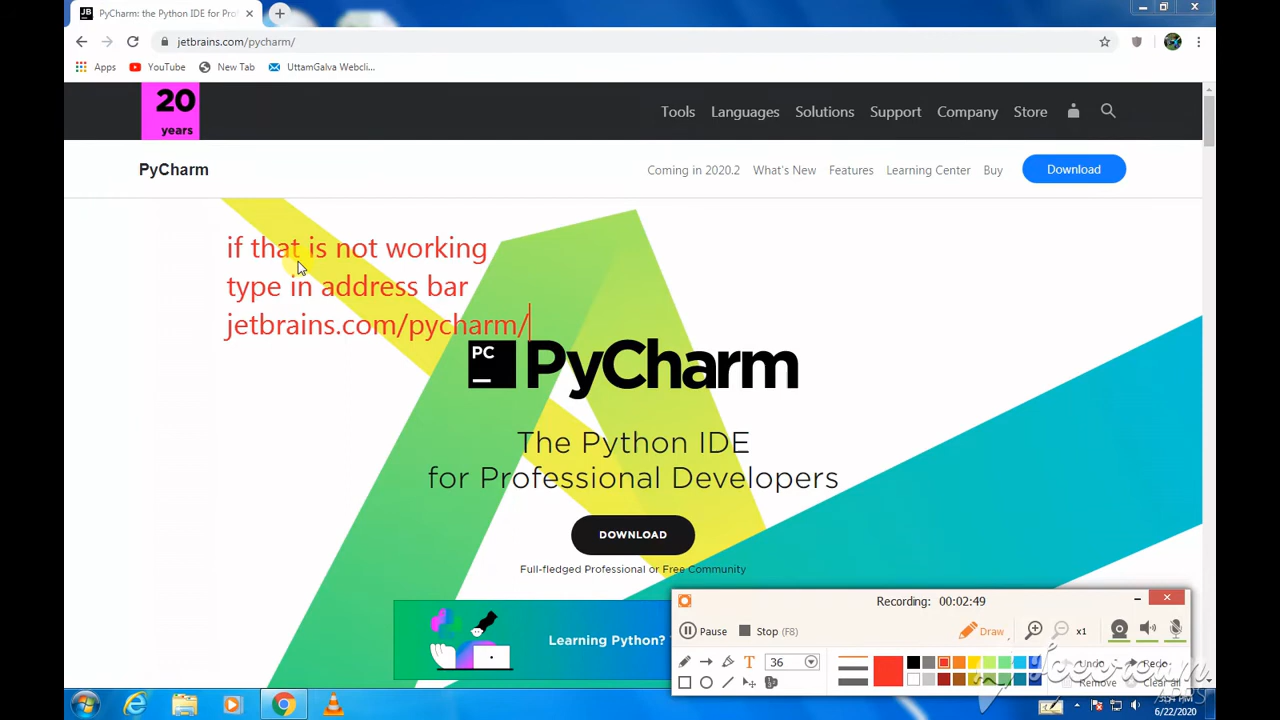 JB
PyCharm: the Python IDE for Prof
jetbrains.com/pycharm/
Apps
YouTube
New Tab
UttamGalva Webcli...
20
years
Tools
Languages
Solutions
Support
Company
Store
PyCharm
Coming in 2020.2
What's New
Features
Learning Center
Buy
Download
if that is not working
type in address bar
jetbrains.com/pycharm/
PC
PyCharm
The Python IDE
for Professional Developers
DOWNLOAD
Full-fledged Professional or Free Community
Learning Python?
Recording: 00:02:49
Pause
Stop (F8)
Draw
x1
T
36
Undo
Redo
Remove
Clear all
APPS
6/22/2020